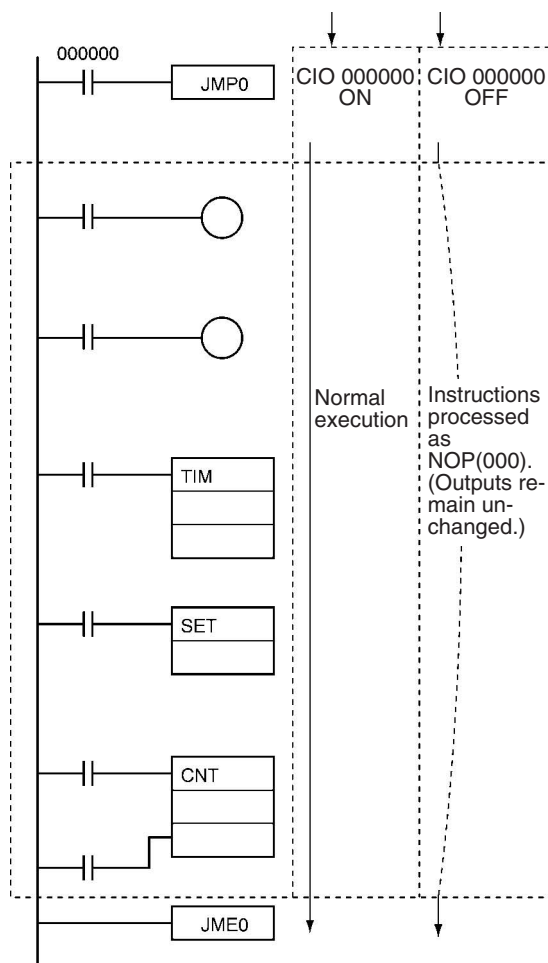 000000
JMP0
CIO 000000
ON
CIO 000000
OFF
Normal
execution
Instructions
processed
as
NOP(000).
(Outputs re-
main un-
changed.)
TIM
SET
CNT
JME0